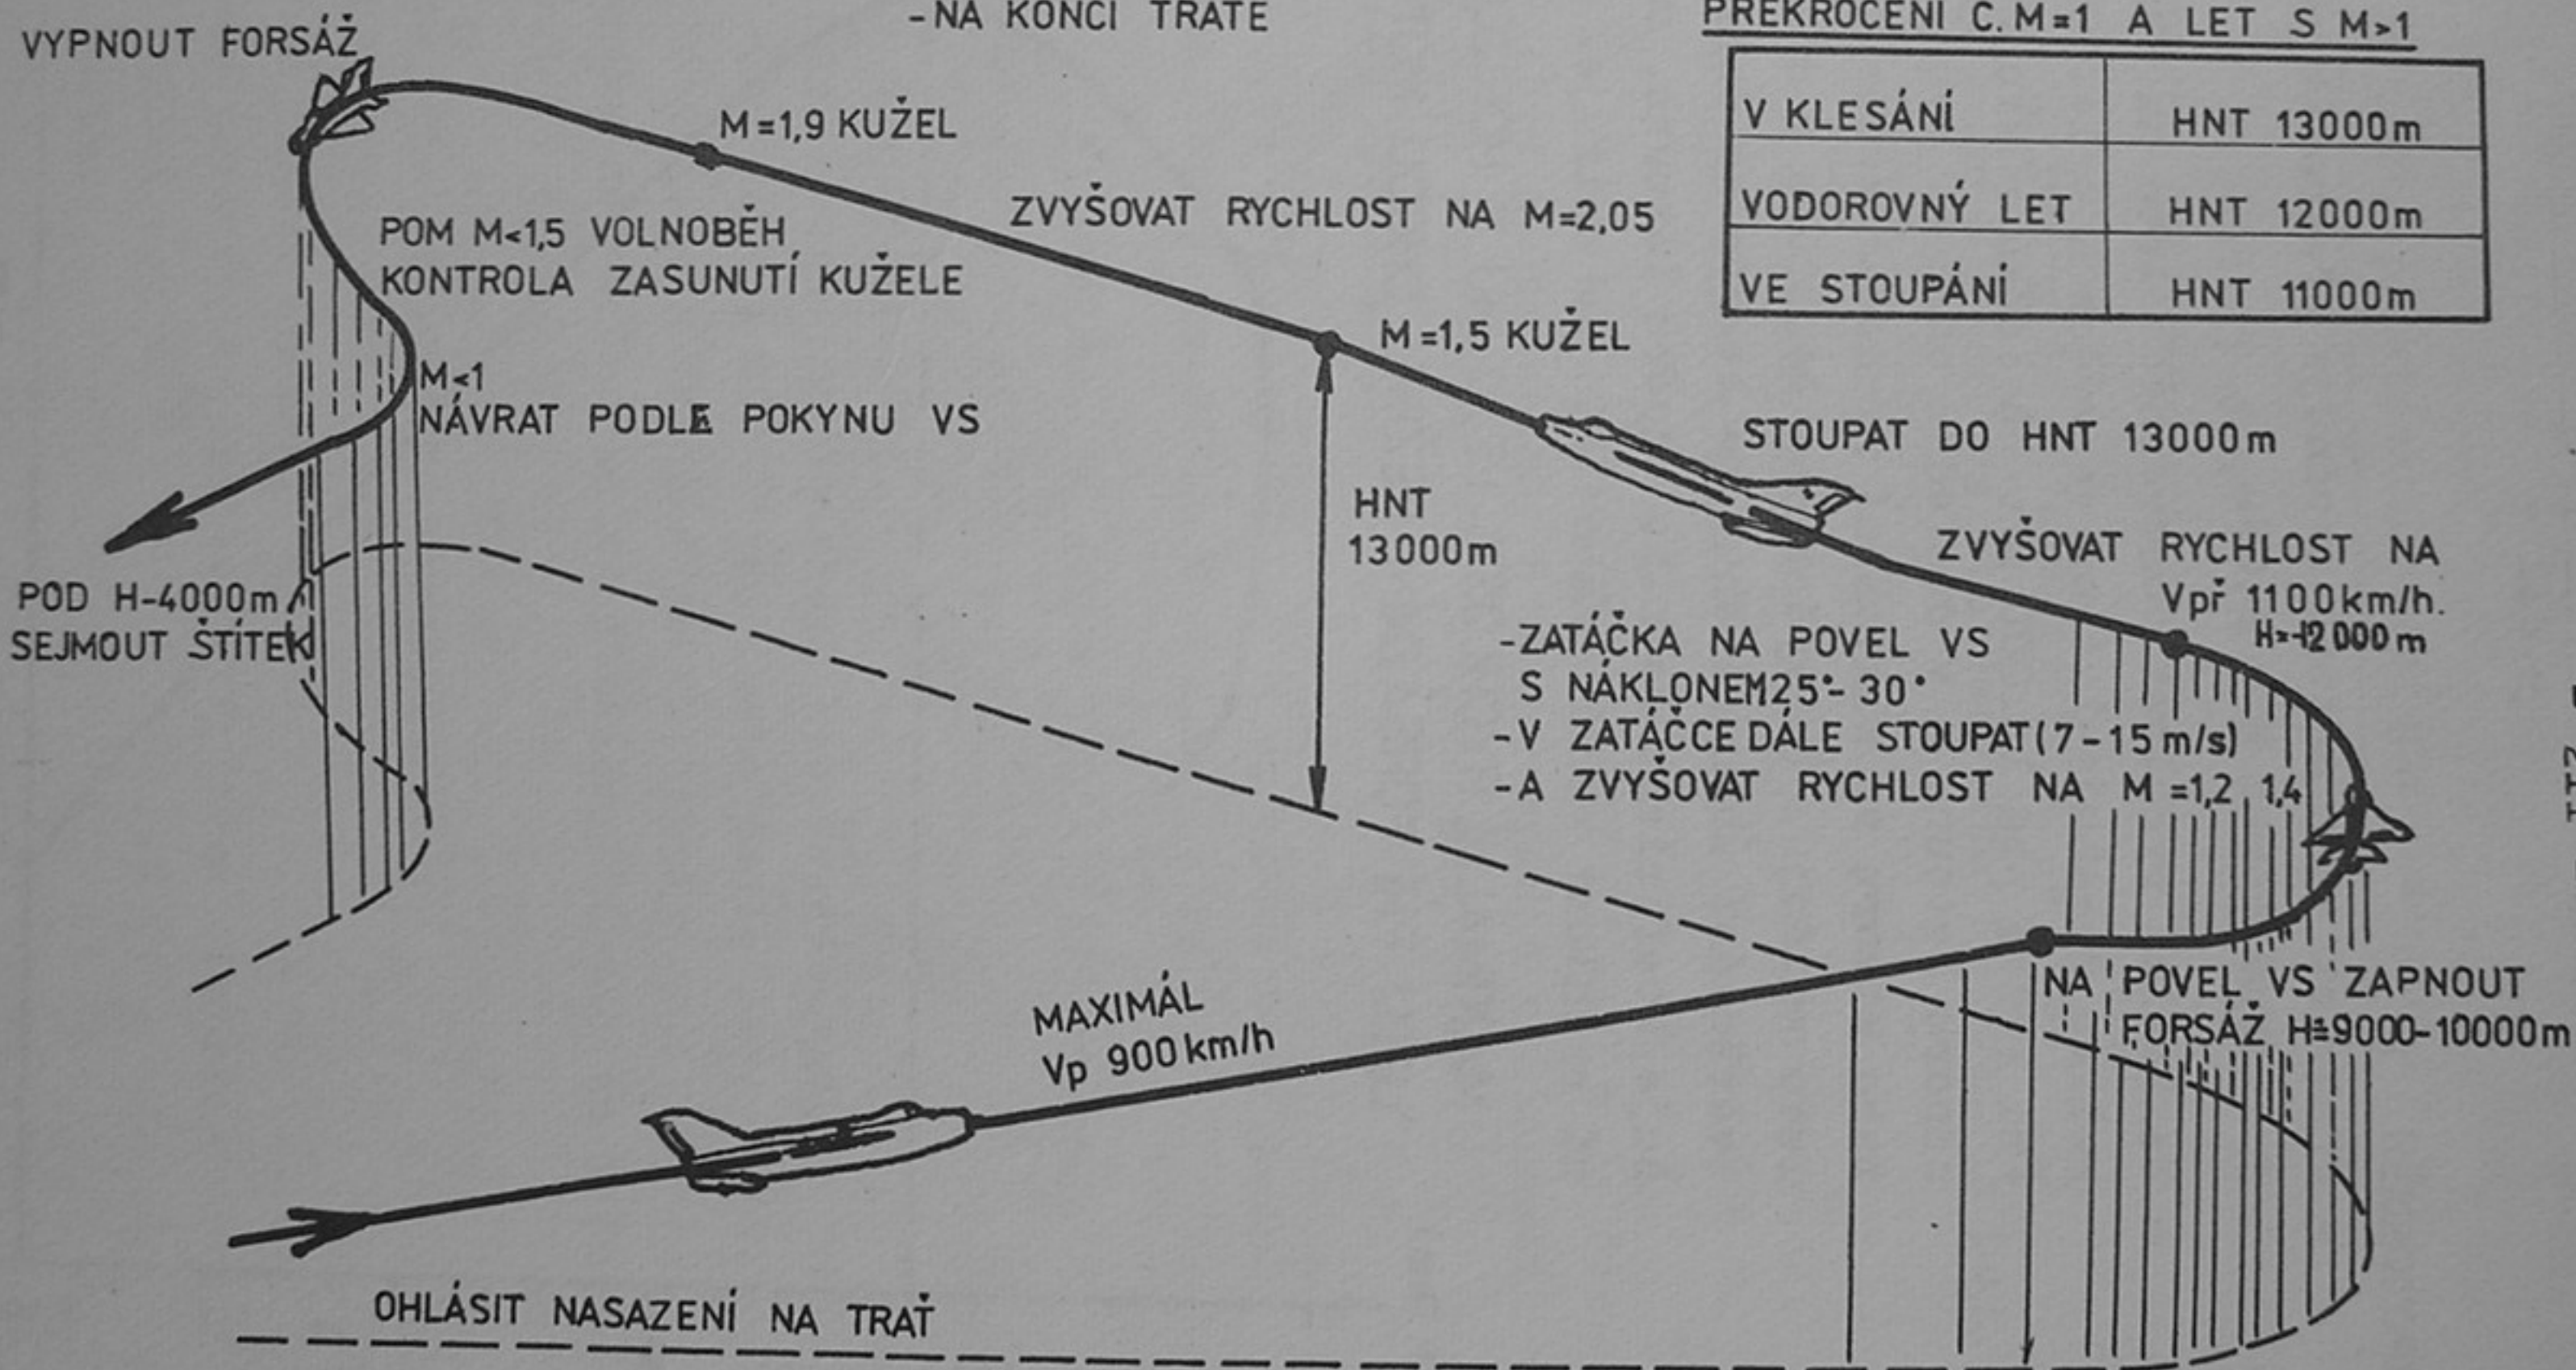 -NA KONCI TRATĚ
PŘEKROČENÍ Č. M=1 A LET S M>1
V KLESÁNÍ HNT 13000m
VODOROVNÝ LET HNT 12000m
VE STOUPÁNÍ HNT 11000m
VYPNOUT FORSÁŽ
M=1,9 KUŽEL
ZVYŠOVAT RYCHLOST NA M=2,05
POM M<1,5 VOLNOBĚH
KONTROLA ZASUNUTÍ KUŽELE
M=1,5 KUŽEL
M<1
NÁVRAT PODLE POKYNU VS
STOUPAT DO HNT 13000m
HNT
13000m
ZVYŠOVAT RYCHLOST NA
Vpř 1100km/h.
H=12000m
POD H-4000m
SEJMOUT ŠTÍTEK
-ZATÁČKA NA POVEL VS
S NÁKLONEM 25°-30°
-V ZATÁČCE DÁLE STOUPAT (7-15 m/s)
-A ZVYŠOVAT RYCHLOST NA M=1,2 1,4
NA POVEL VS ZAPNOUT
FORSÁŽ H≐9000-10000m
MAXIMÁL
Vp 900km/h
OHLÁSIT NASAZENÍ NA TRAŤ